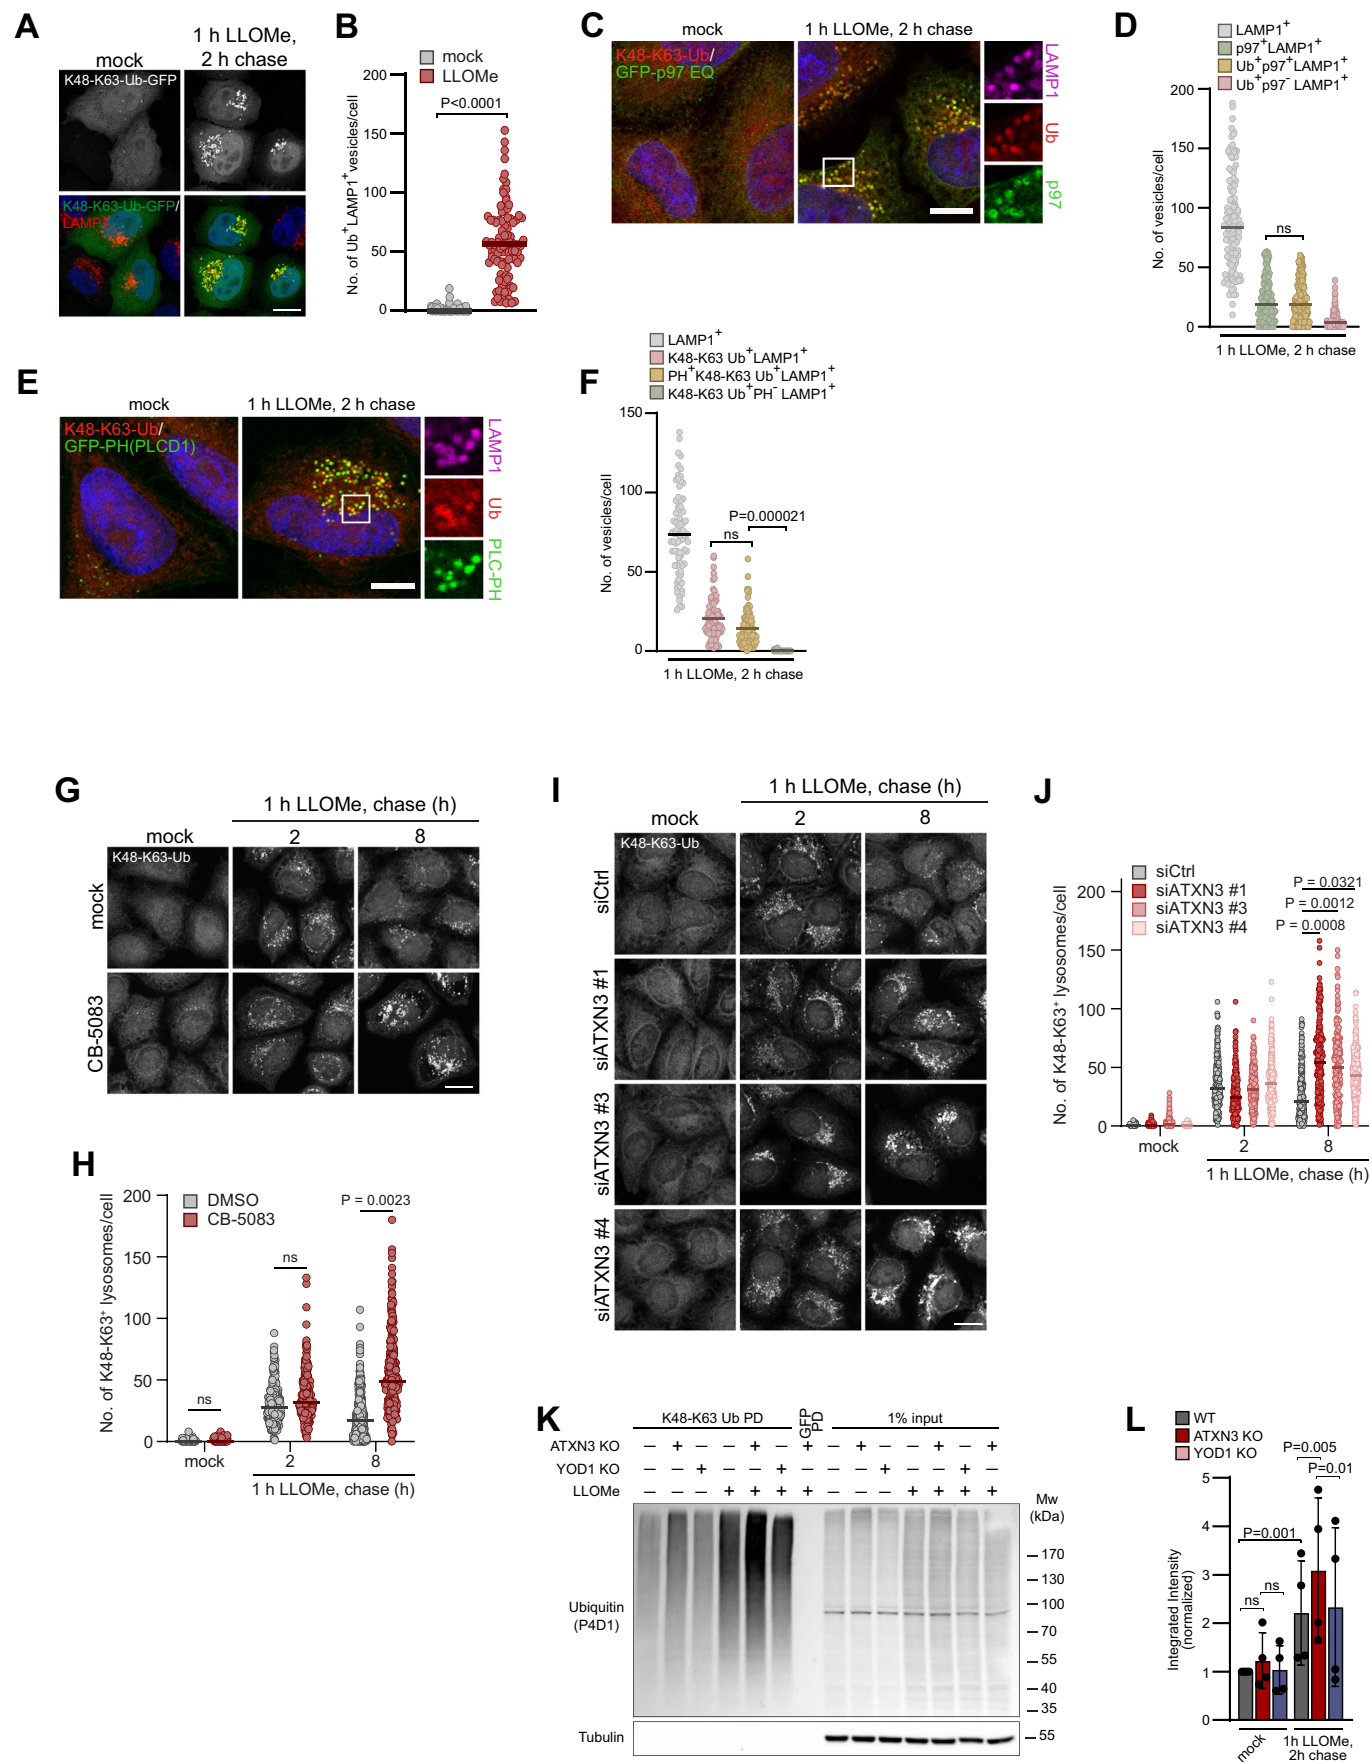 A
mock
1 h LLOMe,
2 h chase
K48-K63-Ub-GFP
K48-K63-Ub-GFP/
LAMP1
B
mock
LLOMe
No. of Ub⁺LAMP1⁺vesicles/cell
200
150
100
50
0
P<0.0001
C
mock
1 h LLOMe, 2 h chase
K48-K63-Ub/
GFP-p97 EQ
LAMP1
Ub
p97
D
LAMP1⁺
p97⁺LAMP1⁺
Ub⁺p97⁺LAMP1⁺
Ub⁺p97⁻ LAMP1⁺
No. of vesicles/cell
200
150
100
50
0
ns
1 h LLOMe, 2 h chase
E
mock
1 h LLOMe, 2 h chase
K48-K63-Ub/
GFP-PH(PLCD1)
LAMP1
Ub
PLC-PH
F
LAMP1⁺
K48-K63 Ub⁺LAMP1⁺
PH⁺K48-K63 Ub⁺LAMP1⁺
K48-K63 Ub⁺PH⁻ LAMP1⁺
No. of vesicles/cell
150
100
50
0
P=0.000021
ns
1 h LLOMe, 2 h chase
G
1 h LLOMe, chase (h)
mock
2
8
K48-K63-Ub
mock
CB-5083
H
DMSO
CB-5083
No. of K48-K63⁺ lysosomes/cell
200
150
100
50
0
ns
ns
P = 0.0023
mock
2
8
1 h LLOMe, chase (h)
I
1 h LLOMe, chase (h)
mock
2
8
K48-K63-Ub
siCtrl
siATXN3 #1
siATXN3 #3
siATXN3 #4
J
siCtrl
siATXN3 #1
siATXN3 #3
siATXN3 #4
No. of K48-K63⁺ lysosomes/cell
200
150
100
50
0
P = 0.0321
P = 0.0012
P = 0.0008
mock
2
8
1 h LLOMe, chase (h)
K
K48-K63 Ub PD
GFP PD
1% input
ATXN3 KO – + – – + – + – + – – + – +
YOD1 KO – – + – – + – – – + – – + –
LLOMe – – – + + + + – – – + + + +
Mw
(kDa)
170
130
100
70
55
40
35
55
Ubiquitin
(P4D1)
Tubulin
L
WT
ATXN3 KO
YOD1 KO
Integrated Intensity
(normalized)
5
4
3
2
1
0
P=0.005
P=0.01
P=0.001
ns
ns
mock
1h LLOMe,
2h chase